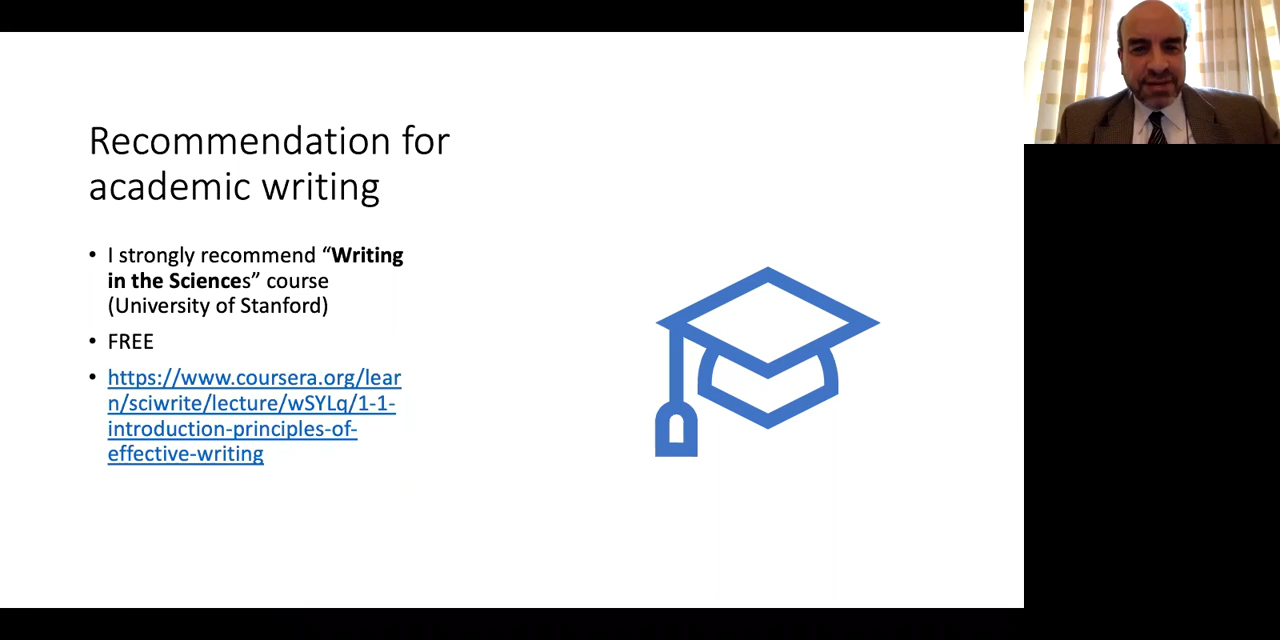 Recommendation for
academic writing
• I strongly recommend “Writing
in the Sciences” course
(University of Stanford)
• FREE
• https://www.coursera.org/lear
n/sciwrite/lecture/wSYLq/1-1-
introduction-principles-of-
effective-writing